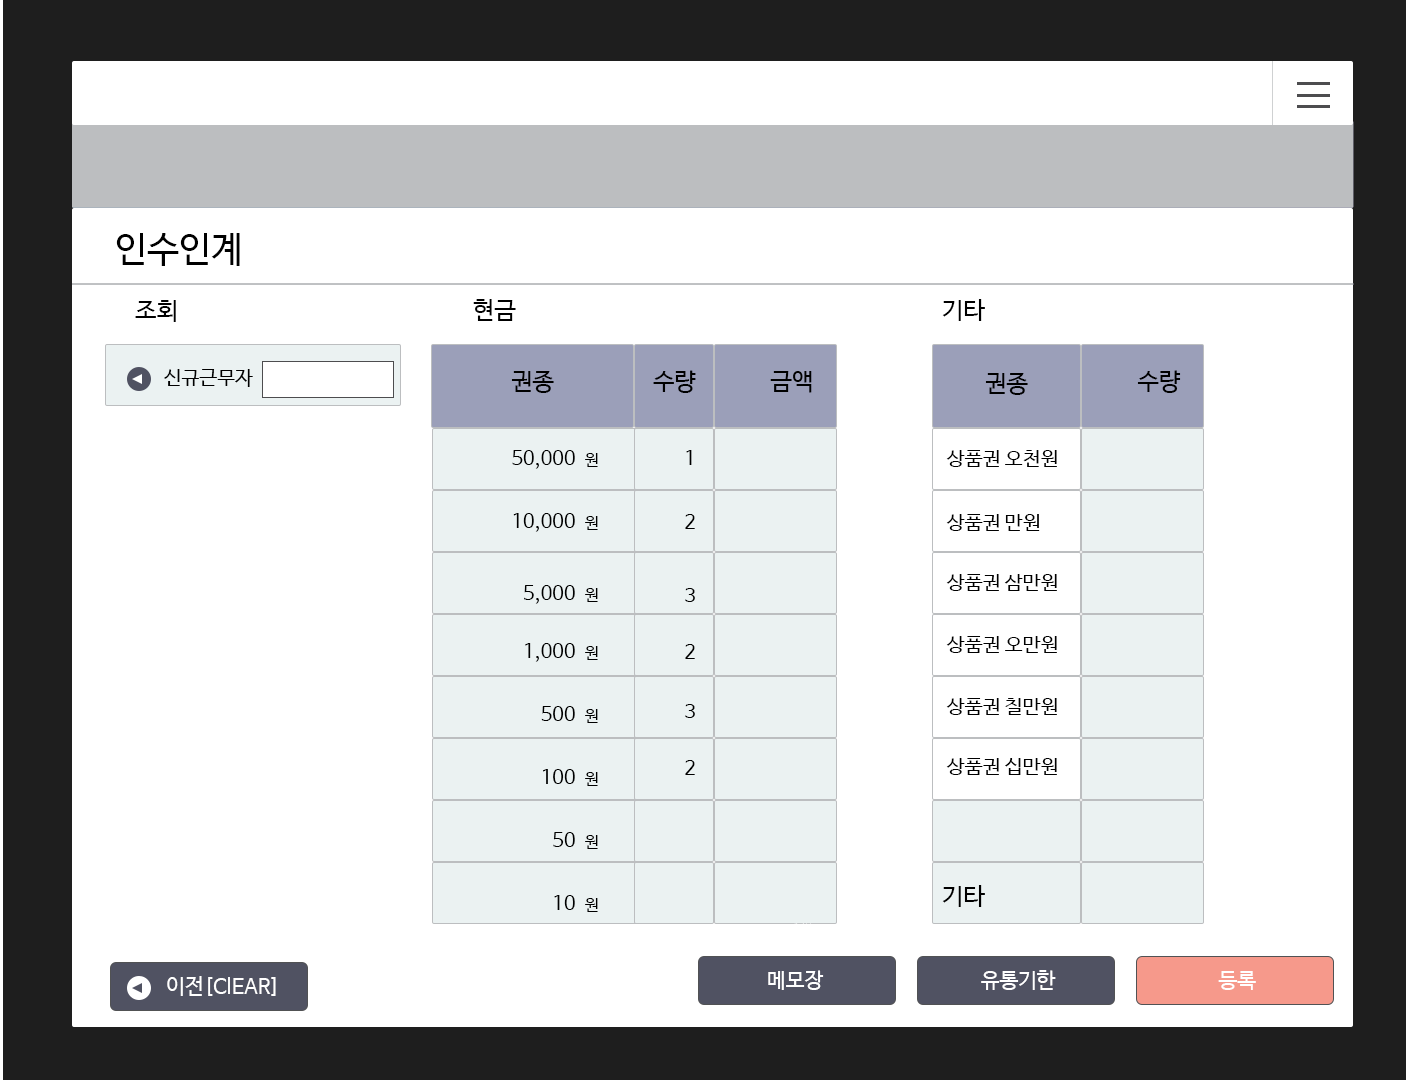 인수인계
조회
현금
기타
신규근무자
권종 수량 금액
권종 수량
50,000 원 1
10,000 원 2
5,000 원 3
1,000 원 2
500 원 3
100 원 2
50 원
10 원
상품권 오천원
상품권 만원
상품권 삼만원
상품권 오만원
상품권 칠만원
상품권 십만원
기타
이전[ClEAR]
메모장
유통기한
등록